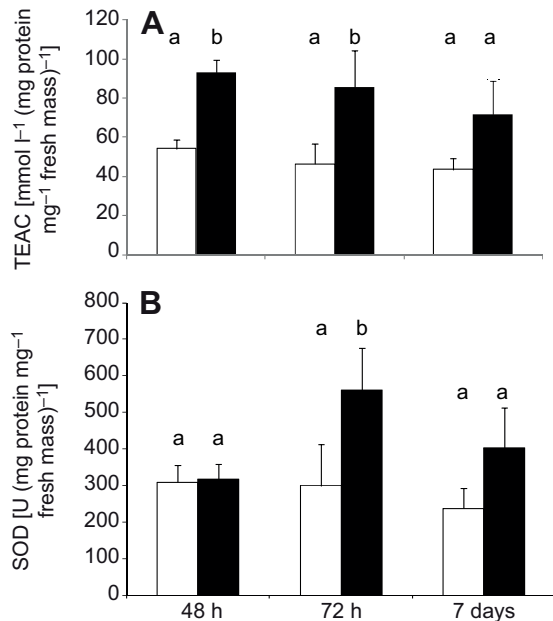 A
TEAC [mmol l⁻¹ (mg protein
mg⁻¹ fresh mass)⁻¹]
120
100
80
60
40
20
0
a b a b a a
B
SOD [U (mg protein mg⁻¹
fresh mass)⁻¹]
800
700
600
500
400
300
200
100
0
a b
a a
a a
48 h 72 h 7 days